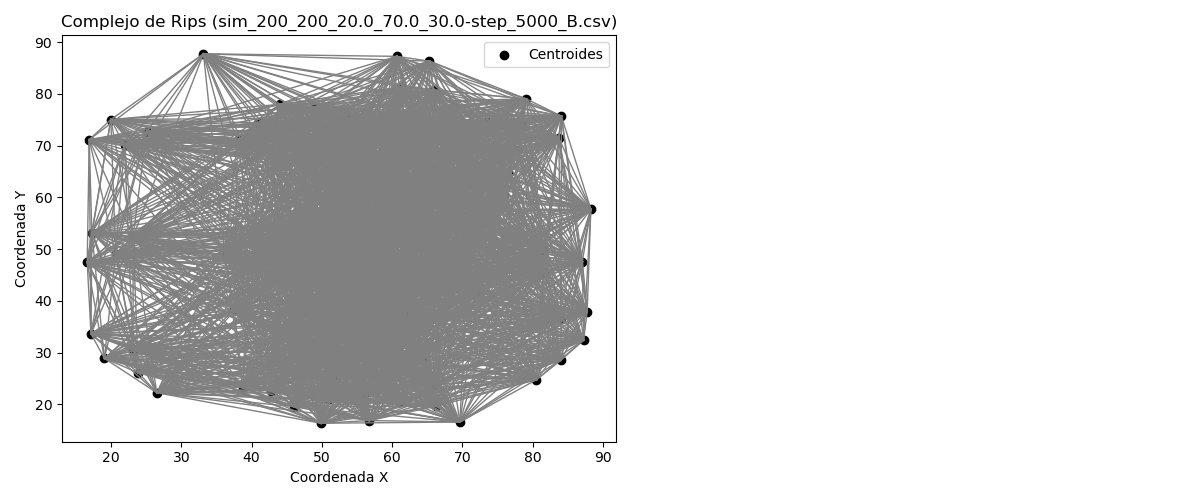 Complejo de Rips (sim_200_200_20.0_70.0_30.0-step_5000_B.csv)
Centroides
90
80
70
60
50
40
30
20
Coordenada Y
20 30 40 50 60 70 80 90
Coordenada X